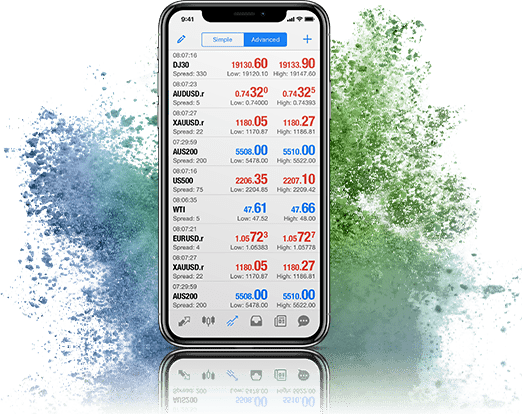 9:41
Simple Advanced
08:07:16
DJ30 19130.60 19133.90
Spread: 330 Low: 19120.10 High: 19147.60
08:07:23
AUDUSD.r 0.74320 0.74325
Spread: 5 Low: 0.74000 High: 0.74393
08:07:27
XAUUSD.r 1180.05 1180.27
Spread: 22 Low: 1170.87 High: 1186.81
07:29:59
AUS200 5508.00 5510.00
Spread: 200 Low: 5478.00 High: 5522.00
08:07:16
US500 2206.35 2207.10
Spread: 75 Low: 2204.85 High: 2209.42
08:06:35
WTI 47.61 47.66
Spread: 5 Low: 47.52 High: 48.00
08:07:21
EURUSD.r 1.05723 1.05727
Spread: 4 Low: 1.05383 High: 1.05778
08:07:27
XAUUSD.r 1180.05 1180.27
Spread: 22 Low: 1170.87 High: 1186.81
07:29:59
AUS200 5508.00 5510.00
Spread: 200 Low: 5478.00 High: 5522.00